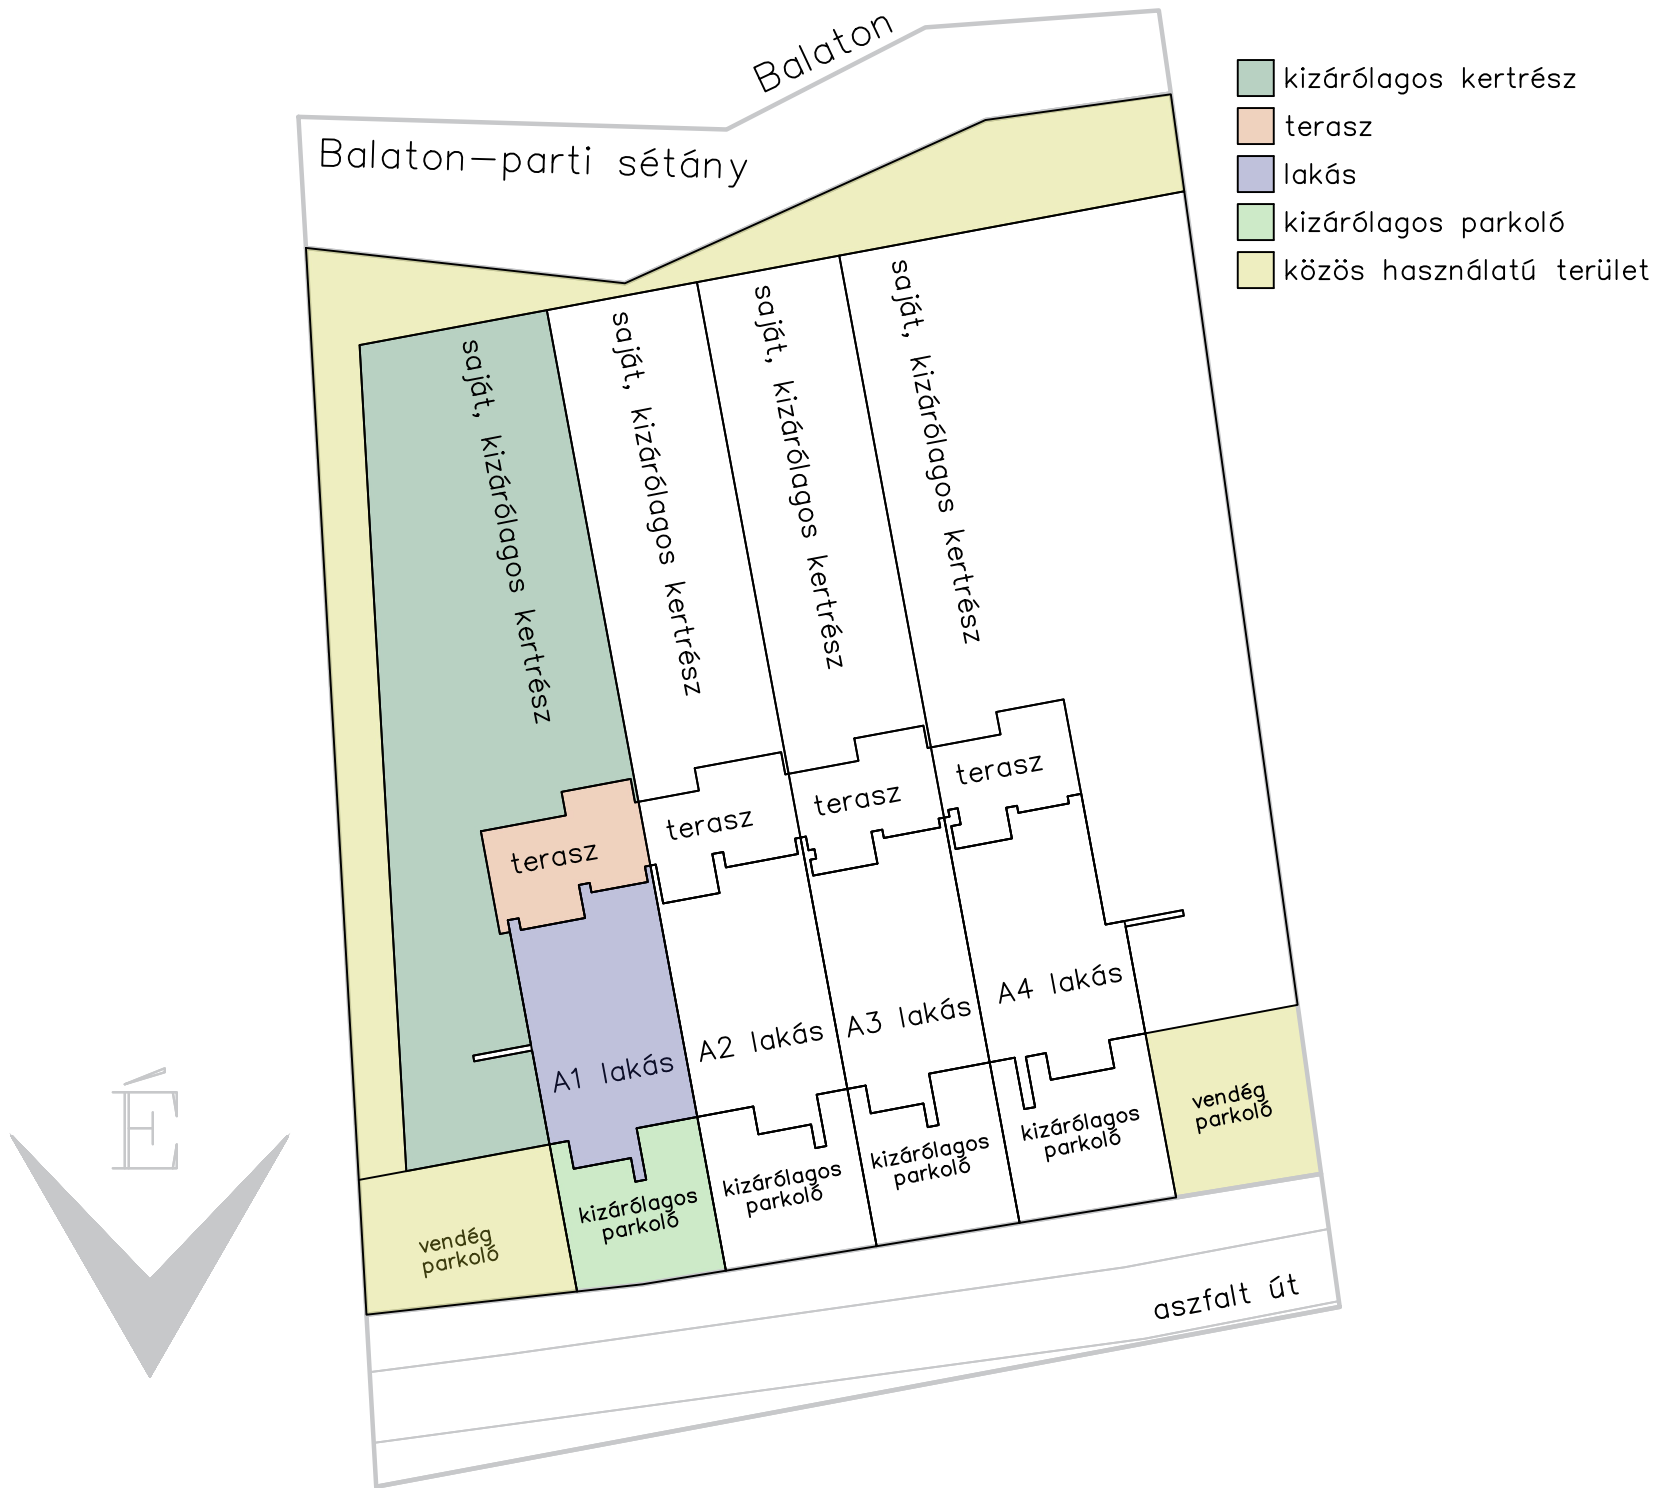 Balaton
Balaton–parti sétány
kizárólagos kertrész
terasz
lakás
kizárólagos parkoló
közös használatú terület
saját, kizárólagos kertrész
saját, kizárólagos kertrész
saját, kizárólagos kertrész
saját, kizárólagos kertrész
terasz
terasz
terasz
terasz
A1 lakás
A2 lakás
A3 lakás
A4 lakás
vendég
parkoló
kizárólagos
parkoló
kizárólagos
parkoló
kizárólagos
parkoló
kizárólagos
parkoló
vendég
parkoló
aszfalt út
É